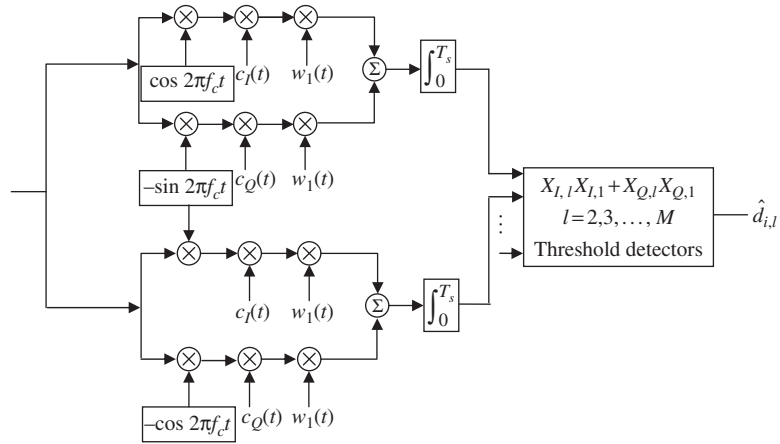 cos 2πf_c t
c_I(t)
w_1(t)
Σ
∫_0^{T_s}
c_Q(t)
w_1(t)
–sin 2πf_c t
X_{I, l} X_{I,1} + X_{Q,l} X_{Q,1}
l = 2,3, . . . , M
Threshold detectors
\hat{d}_{i,l}
⋮
c_I(t)
w_1(t)
Σ
∫_0^{T_s}
–cos 2πf_c t
c_Q(t)
w_1(t)